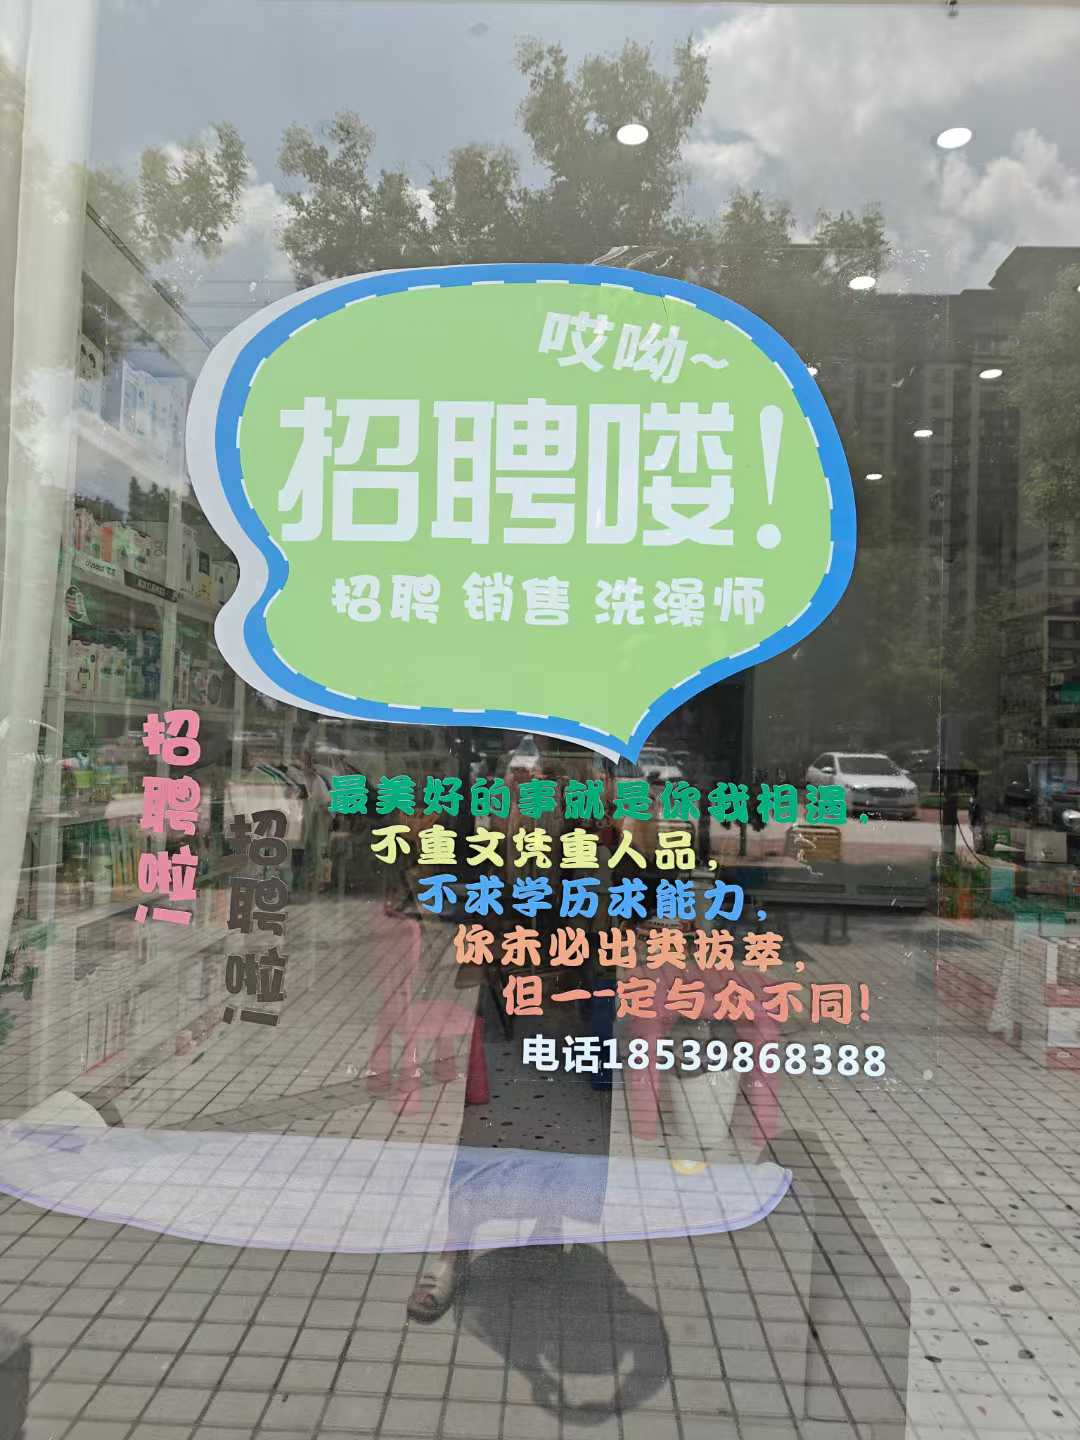 哎呦~
招聘喽!
招聘 销售 洗澡师
招聘啦!
最美好的事就是你我相遇,
不重文凭重人品,
不求学历求能力,
你未必出类拔萃,
但一一定与众不同!
电话18539868388